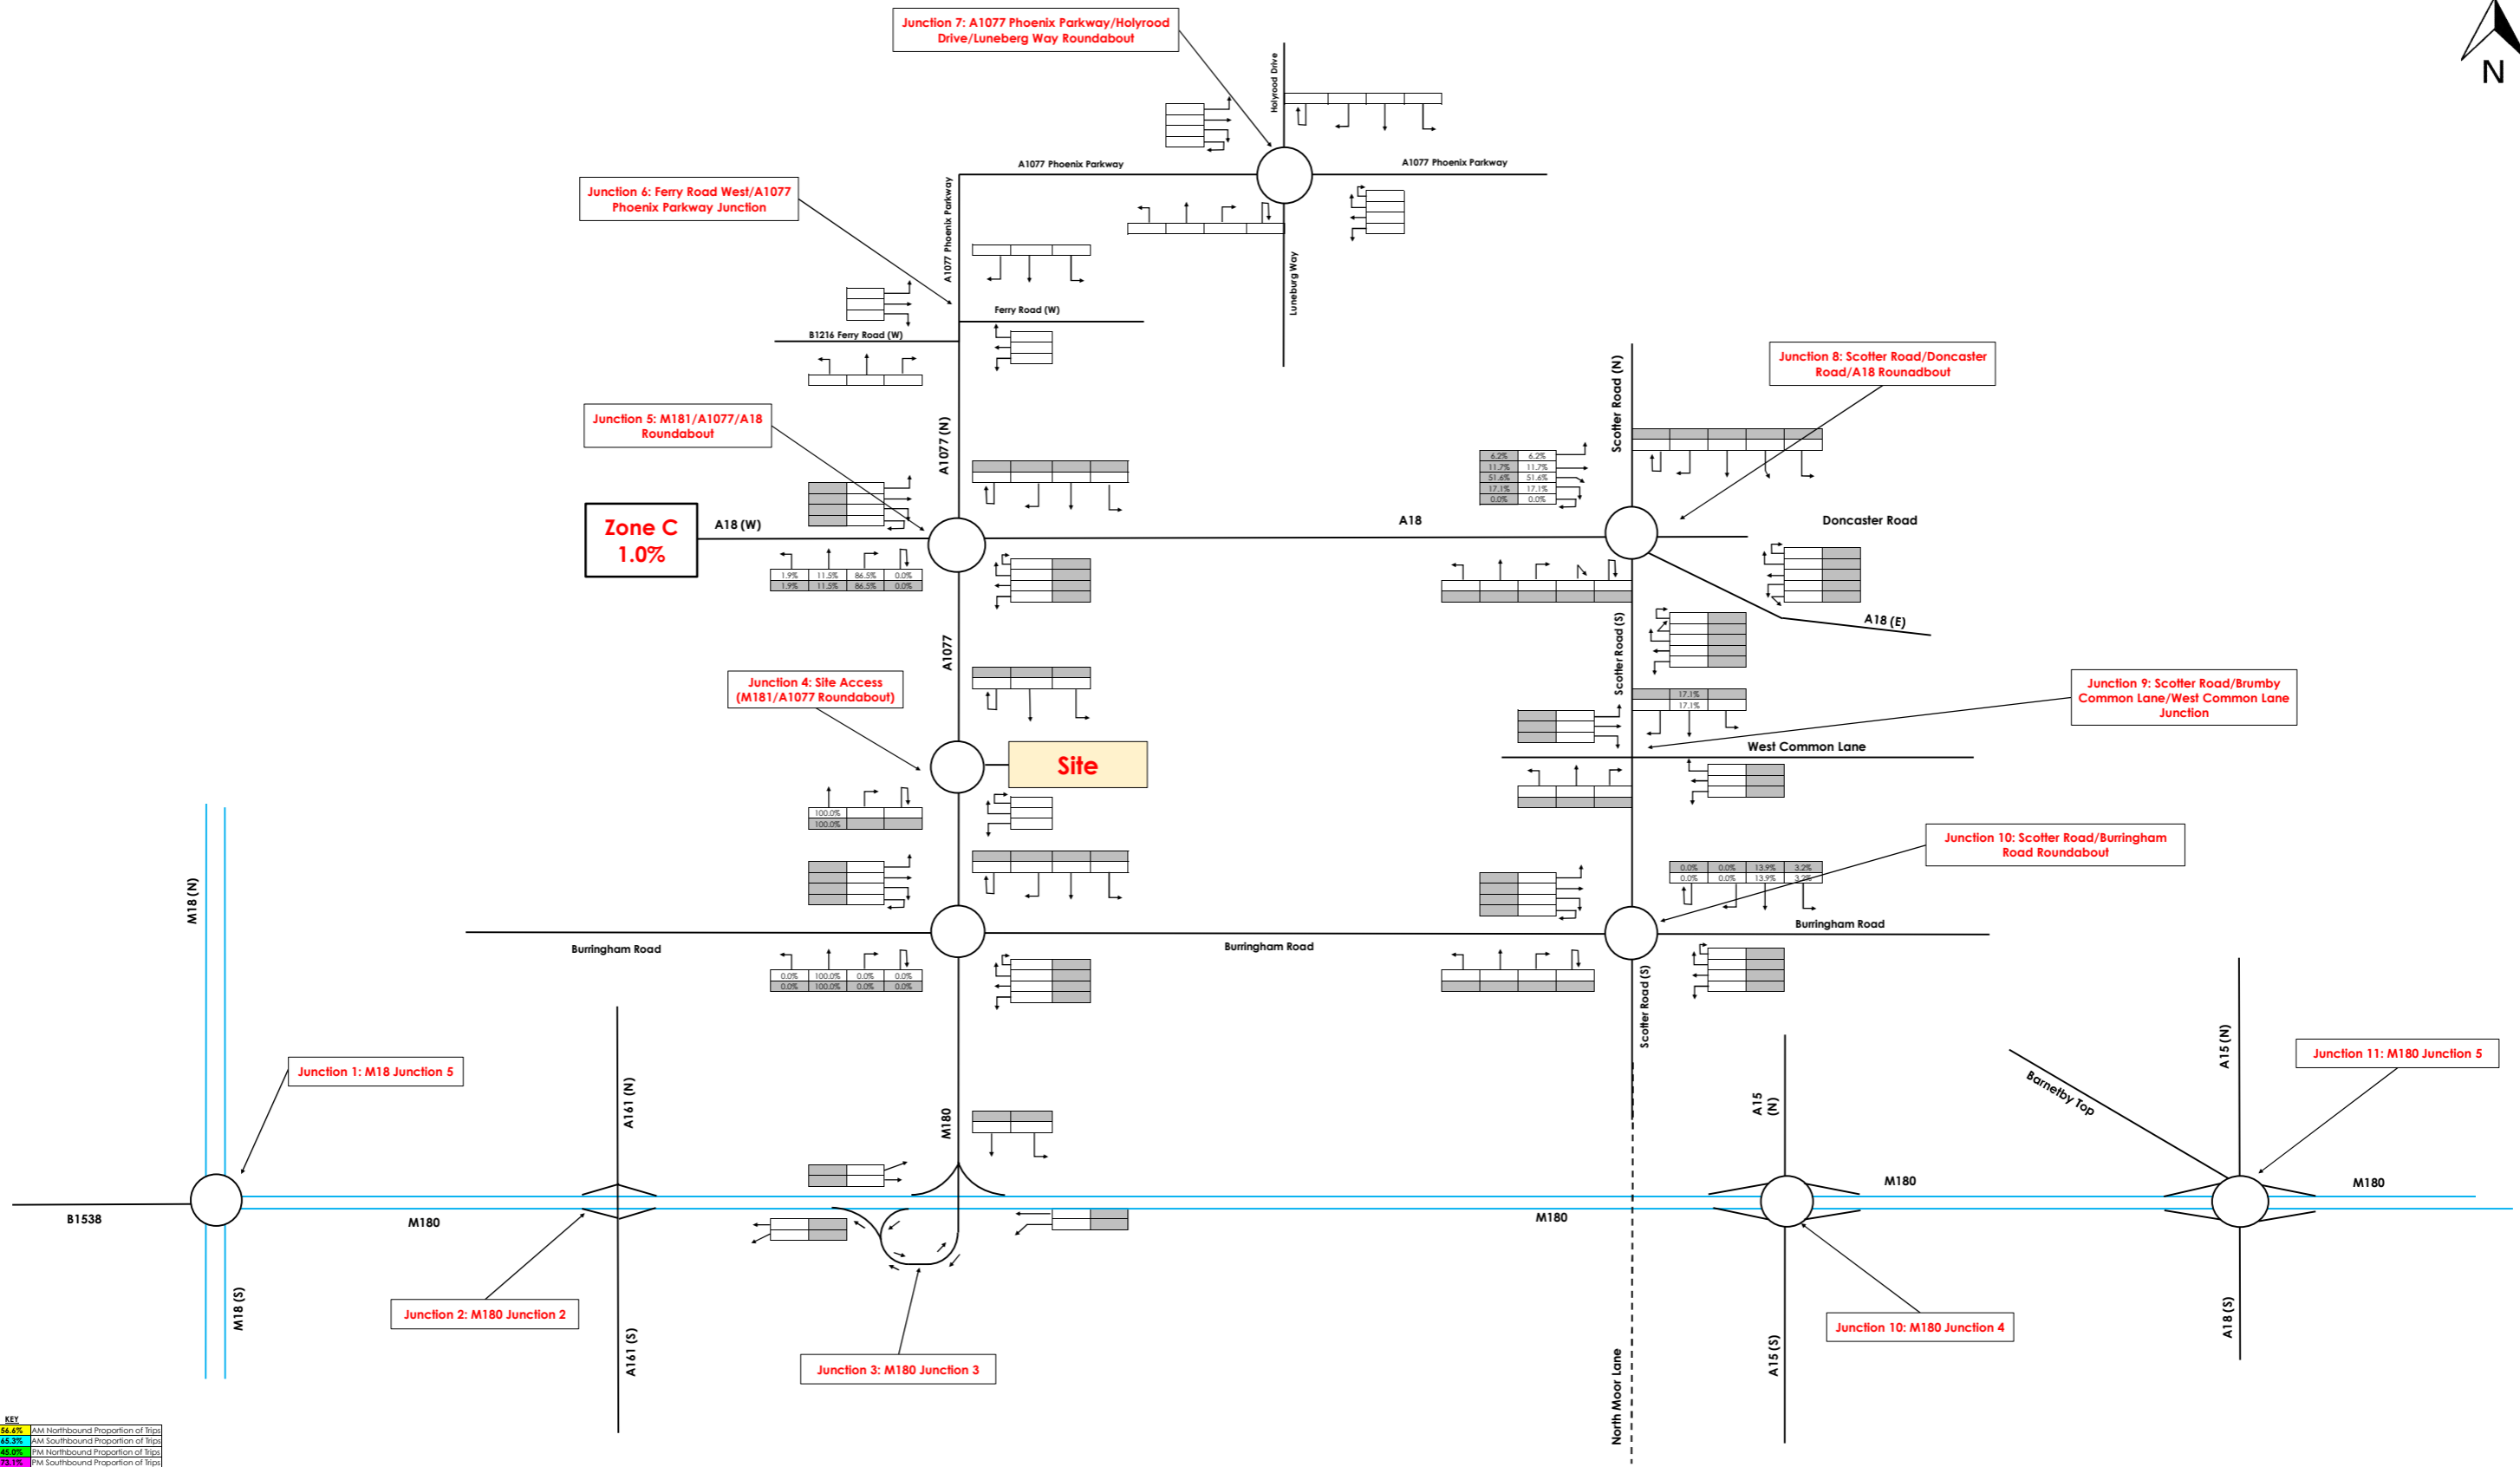 Junction 7: A1077 Phoenix Parkway/Holyrood
Drive/Luneberg Way Roundabout
N
Holyrood Drive
A1077 Phoenix Parkway
A1077 Phoenix Parkway
Junction 6: Ferry Road West/A1077
Phoenix Parkway Junction
A1077 Phoenix Parkway
Luneburg Way
Ferry Road (W)
B1216 Ferry Road (W)
Junction 8: Scotter Road/Doncaster
Road/A18 Rounadbout
Scotter Road (N)
Junction 5: M181/A1077/A18
Roundabout
A1077 (N)
6.2% 6.2%
11.7% 11.7%
51.6% 51.6%
17.1% 17.1%
0.0% 0.0%
Zone C
1.0%
A18 (W)
A18
Doncaster Road
1.9% 11.5% 86.5% 0.0%
1.9% 11.5% 86.5% 0.0%
A18 (E)
A1077
Scotter Road (S)
Junction 4: Site Access
(M181/A1077 Roundabout)
17.1%
17.1%
Junction 9: Scotter Road/Brumby
Common Lane/West Common Lane
Junction
West Common Lane
Site
100.0%
100.0%
Junction 10: Scotter Road/Burringham
Road Roundabout
0.0% 0.0% 13.9% 3.2%
0.0% 0.0% 13.9% 3.2%
M18 (N)
Burringham Road
Burringham Road
Burringham Road
0.0% 100.0% 0.0% 0.0%
0.0% 100.0% 0.0% 0.0%
Scotter Road (S)
Junction 1: M18 Junction 5
A161 (N)
M180
A15
(N)
Barnetby Top
A15 (N)
Junction 11: M180 Junction 5
B1538
M180
M180
M180
M180
M18 (S)
Junction 2: M180 Junction 2
A161 (S)
Junction 3: M180 Junction 3
North Moor Lane
A15 (S)
Junction 10: M180 Junction 4
A18 (S)
KEY
56.6% AM Northbound Proportion of Trips
65.3% AM Southbound Proportion of Trips
45.0% PM Northbound Proportion of Trips
73.1% PM Southbound Proportion of Trips